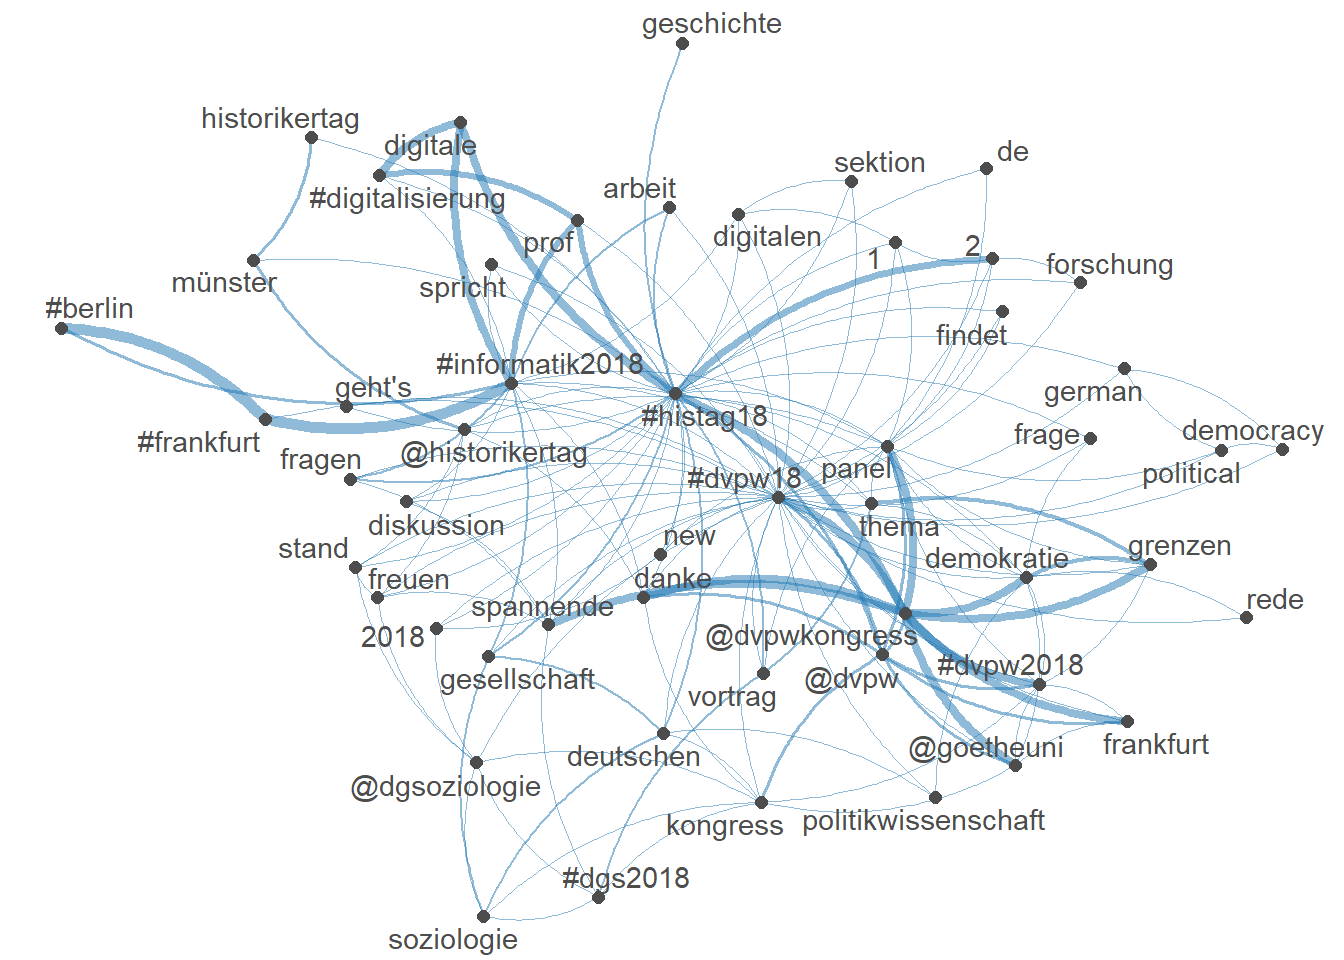 geschichte
historikertag
digitale
sektion
de
#digitalisierung
arbeit
digitalen
prof
1
2
forschung
münster
spricht
#berlin
findet
#informatik2018
geht's
german
#histag18
#frankfurt
@historikertag
frage
democracy
fragen
#dvpw18
panel
political
diskussion
thema
stand
new
demokratie
grenzen
freuen
danke
spannende
rede
2018
@dvpwkongress
gesellschaft
@dvpw
#dvpw2018
vortrag
deutschen
@goetheuni
frankfurt
@dgsoziologie
kongress
politikwissenschaft
#dgs2018
soziologie